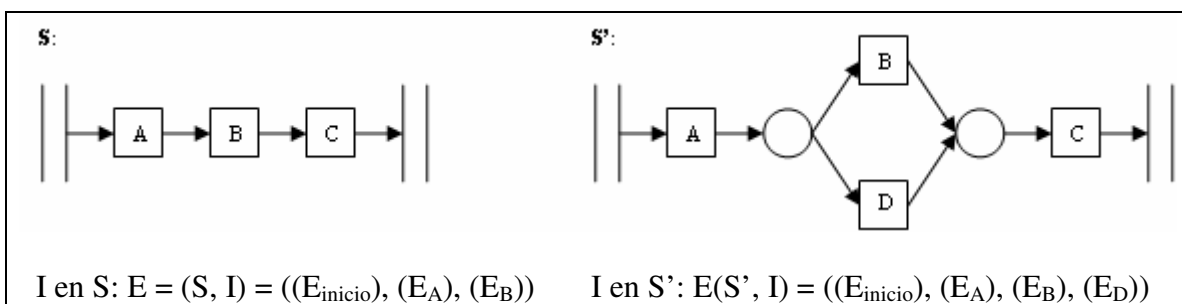 S: S':
B
A B C A C
D
I en S: E = (S, I) = ((E_inicio), (E_A), (E_B)) I en S’: E(S’, I) = ((E_inicio), (E_A), (E_B), (E_D))